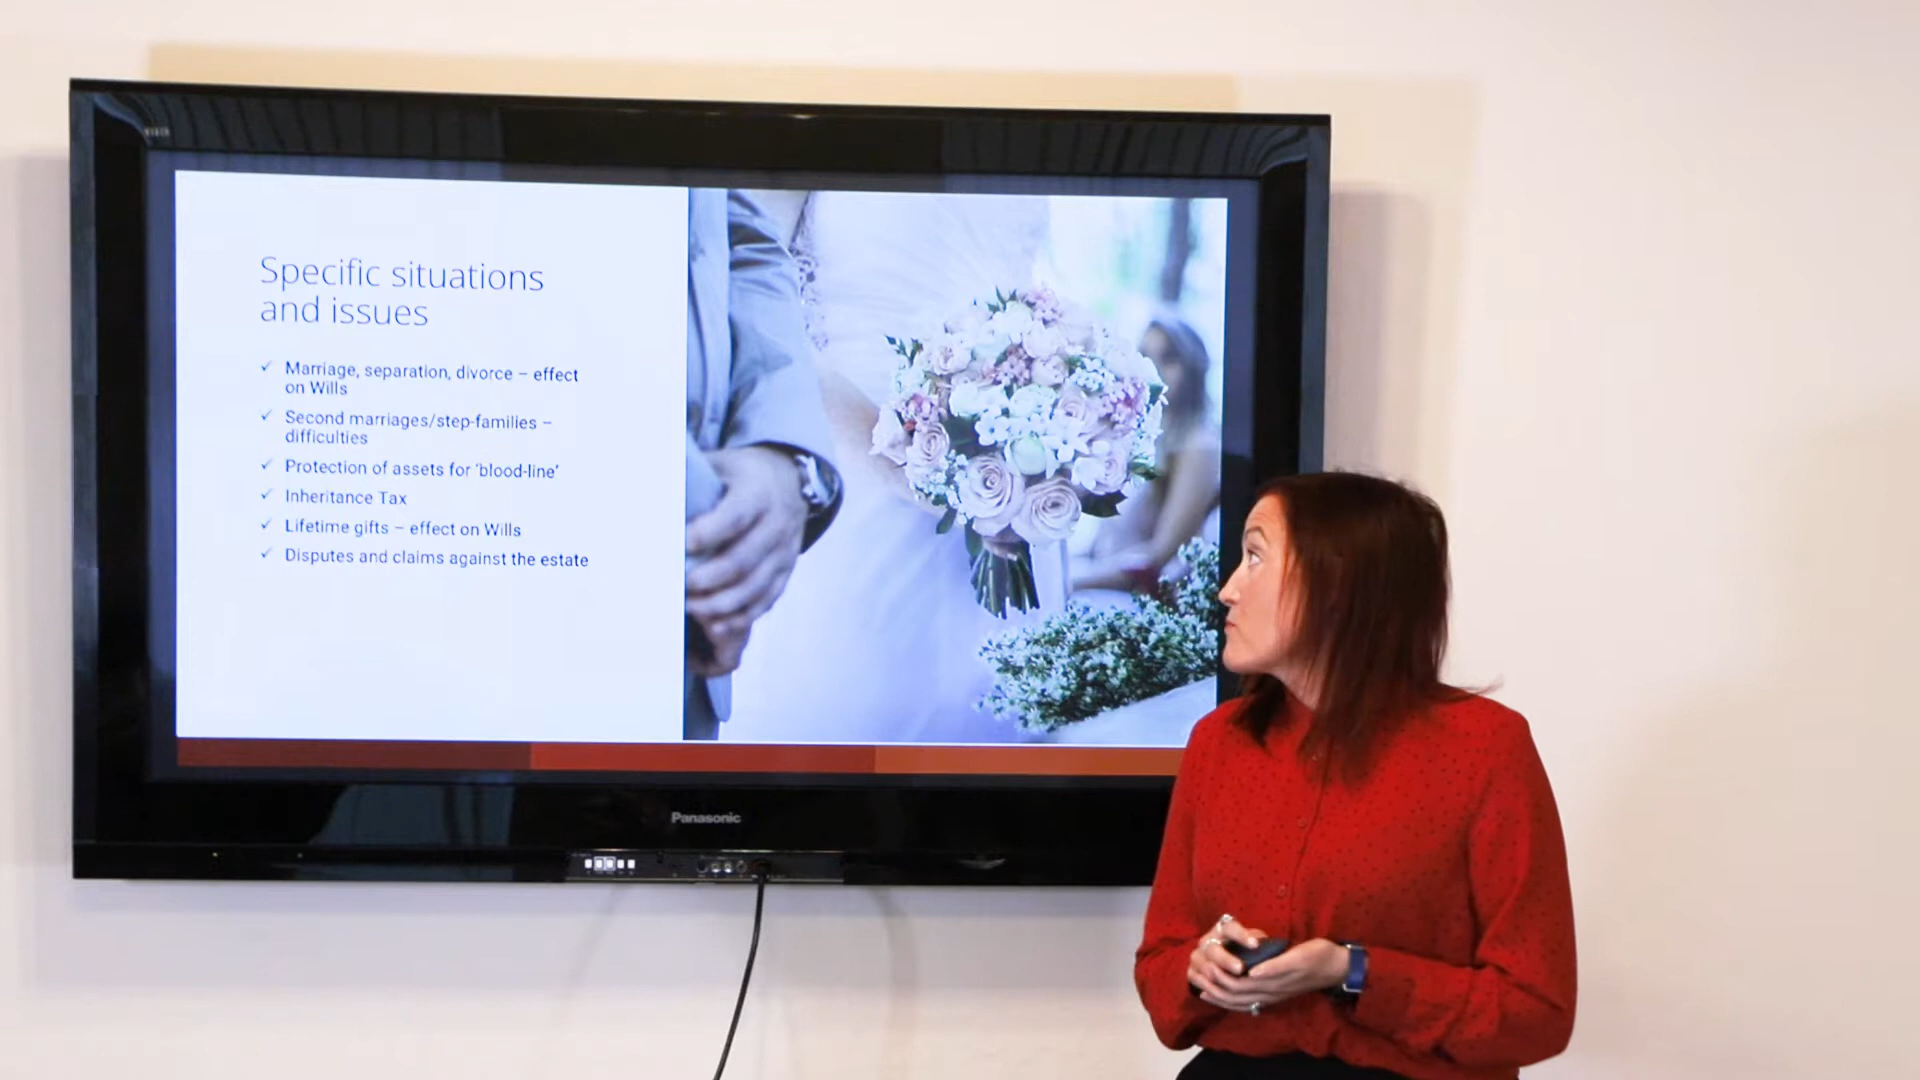 Specific situations
and issues
✓ Marriage, separation, divorce – effect
on Wills
✓ Second marriages/step-families –
difficulties
✓ Protection of assets for ‘blood-line’
✓ Inheritance Tax
✓ Lifetime gifts – effect on Wills
✓ Disputes and claims against the estate
Panasonic